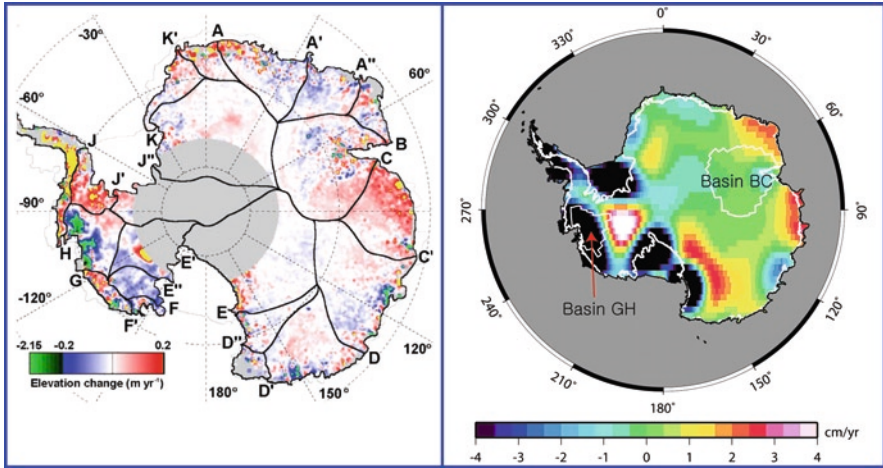 -30°
K'
A
A'
A"
60°
-60°
J
K
B
C
J'
J"
-90°
90°
H
G
E'
E"
F
F'
C'
-120°
E
D"
D'
D
120°
180°
150°
-2.15 -0.2 0.2
Elevation change (m yr⁻¹)
0°
330°
30°
300°
60°
Basin BC
270°
90°
Basin GH
240°
120°
210°
150°
180°
cm/yr
-4 -3 -2 -1 0 1 2 3 4